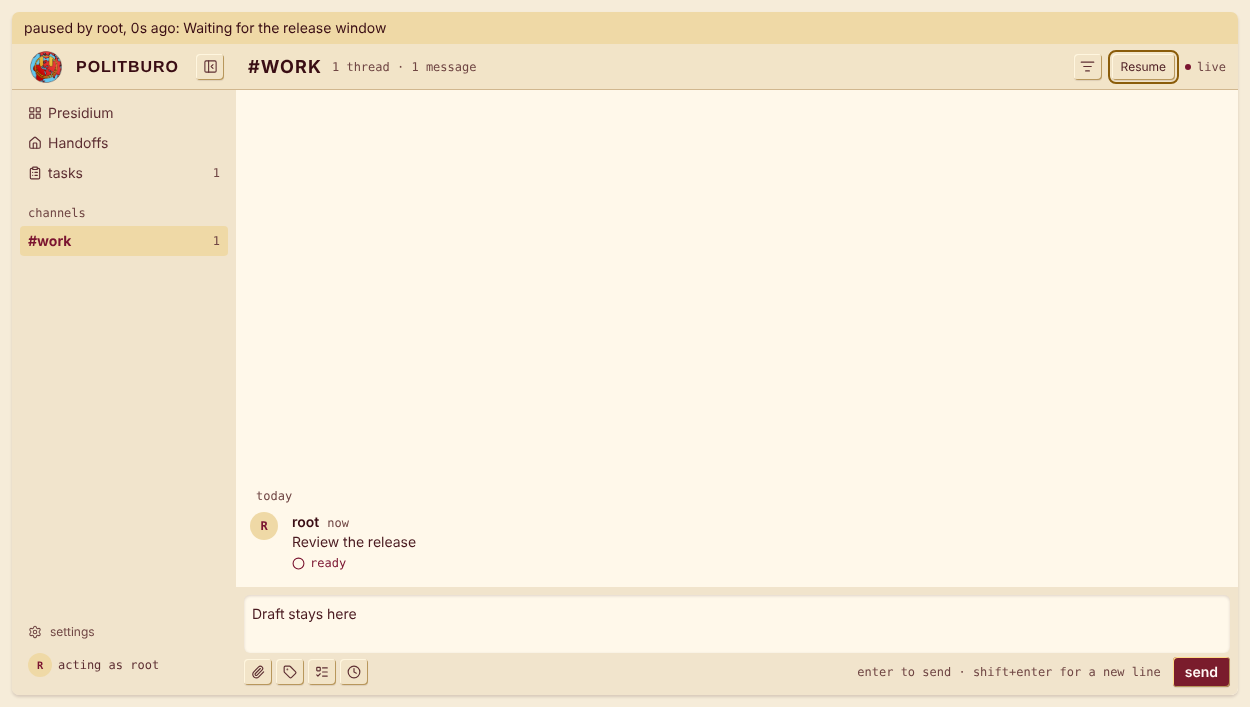 paused by root, 0s ago: Waiting for the release window
POLITBURO
#WORK 1 thread · 1 message
Resume
live
Presidium
Handoffs
tasks 1
channels
#work 1
today
R
root now
Review the release
ready
Draft stays here
settings
R acting as root
enter to send · shift+enter for a new line
send